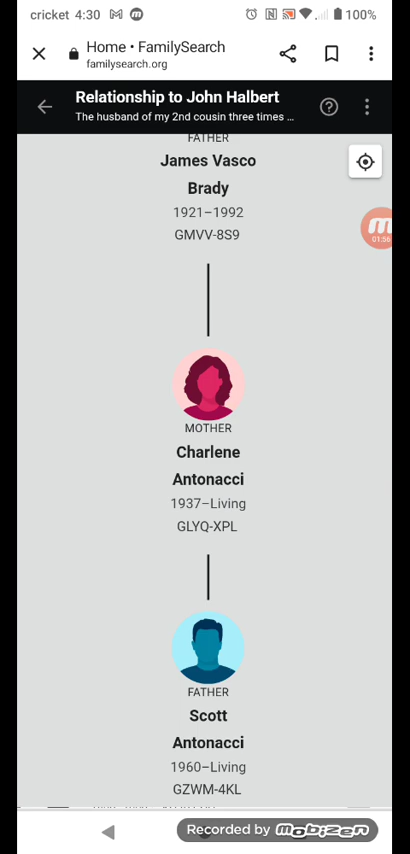 cricket 4:30 100%
Home • FamilySearch
familysearch.org
Relationship to John Halbert
The husband of my 2nd cousin three times ...
FATHER
James Vasco
Brady
1921–1992
GMVV-8S9
01:56
MOTHER
Charlene
Antonacci
1937–Living
GLYQ-XPL
FATHER
Scott
Antonacci
1960–Living
GZWM-4KL
Recorded by mobizen